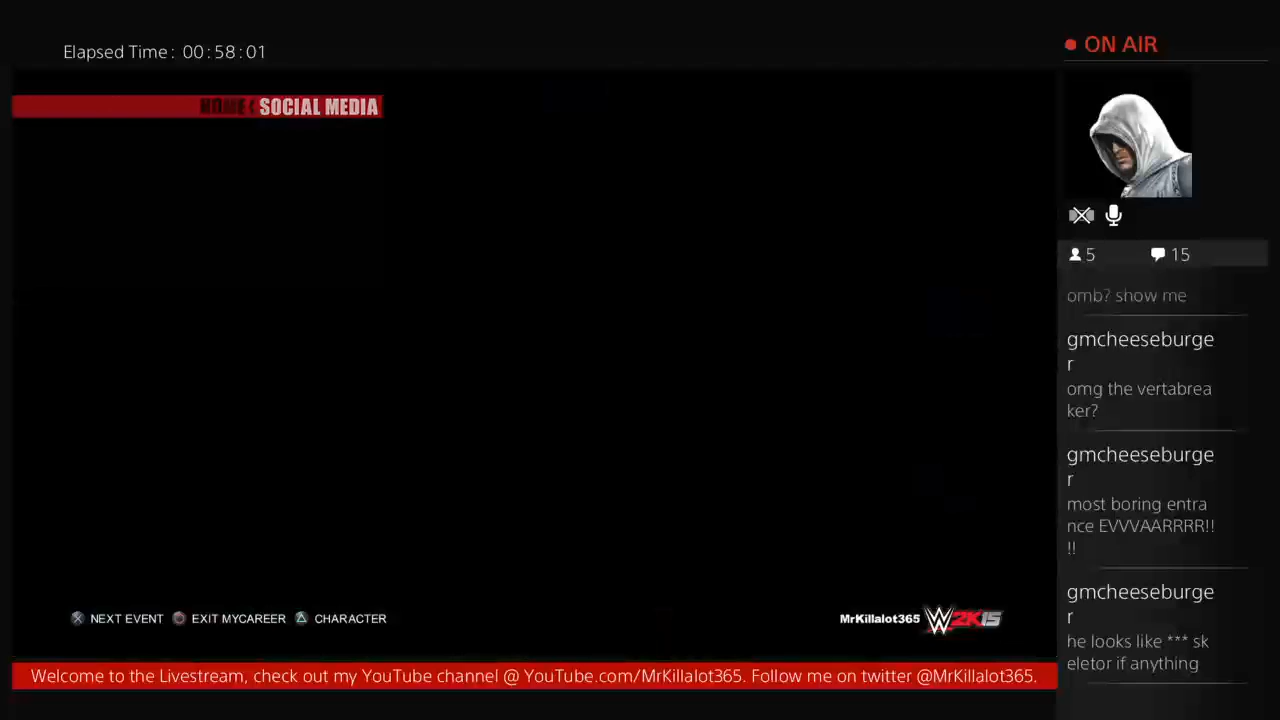 Elapsed Time: 00:58:01
ON AIR
HOME < SOCIAL MEDIA
5 15
omb? show me
gmcheeseburge
r
omg the vertabrea
ker?
gmcheeseburge
r
most boring entra
nce EVVVAARRRR!!
!!
gmcheeseburge
r
he looks like *** sk
eletor if anything
NEXT EVENT EXIT MYCAREER CHARACTER
MrKillalot365 W 2K15
Welcome to the Livestream, check out my YouTube channel @ YouTube.com/MrKillalot365. Follow me on twitter @MrKillalot365.